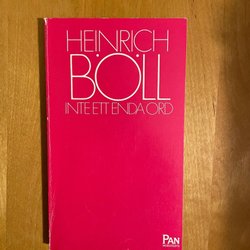 HEINRICH
BÖLL
INTE ETT ENDA ORD
PAN